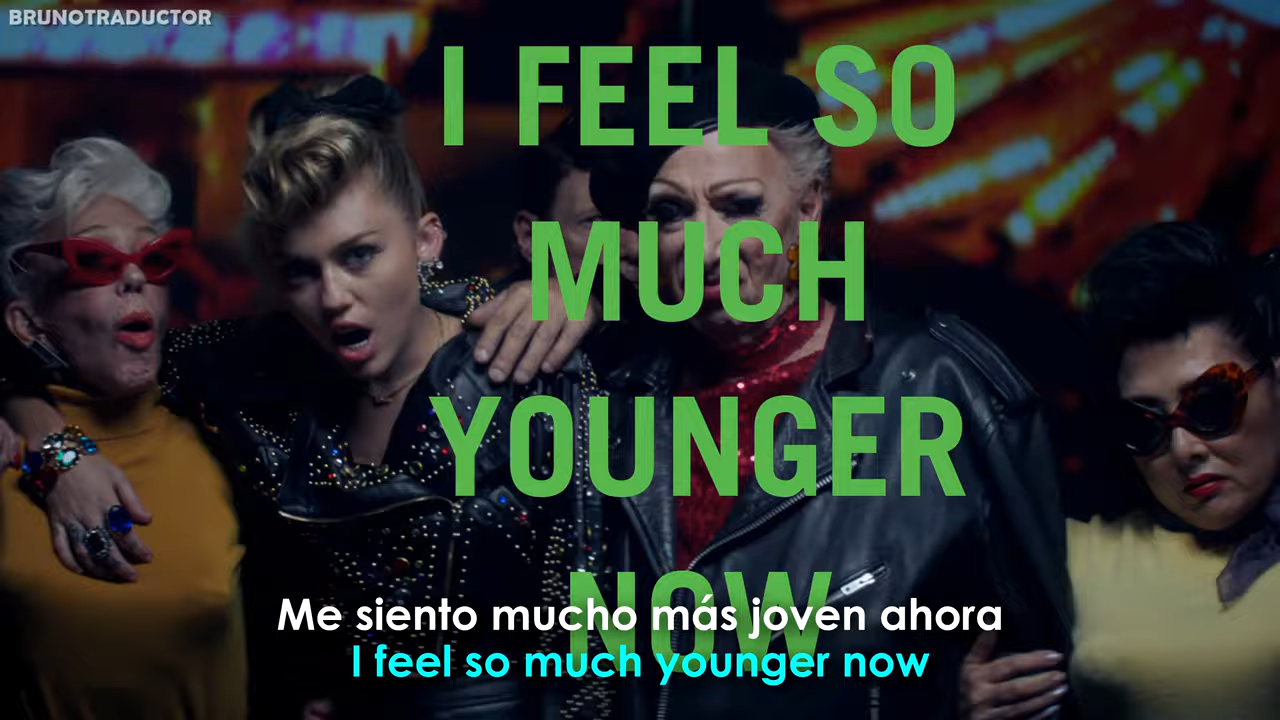 BRUNOTRADUCTOR
I FEEL SO
MUCH
YOUNGER
NOW
Me siento mucho más joven ahora
I feel so much younger now